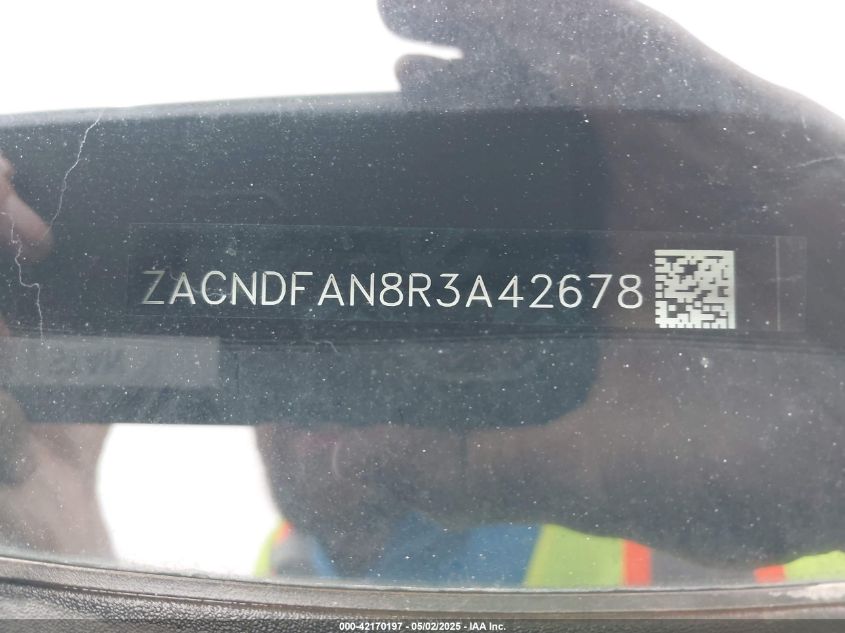 ZACNDFAN8R3A42678
000-42170197 - 05/02/2025 - IAA Inc.